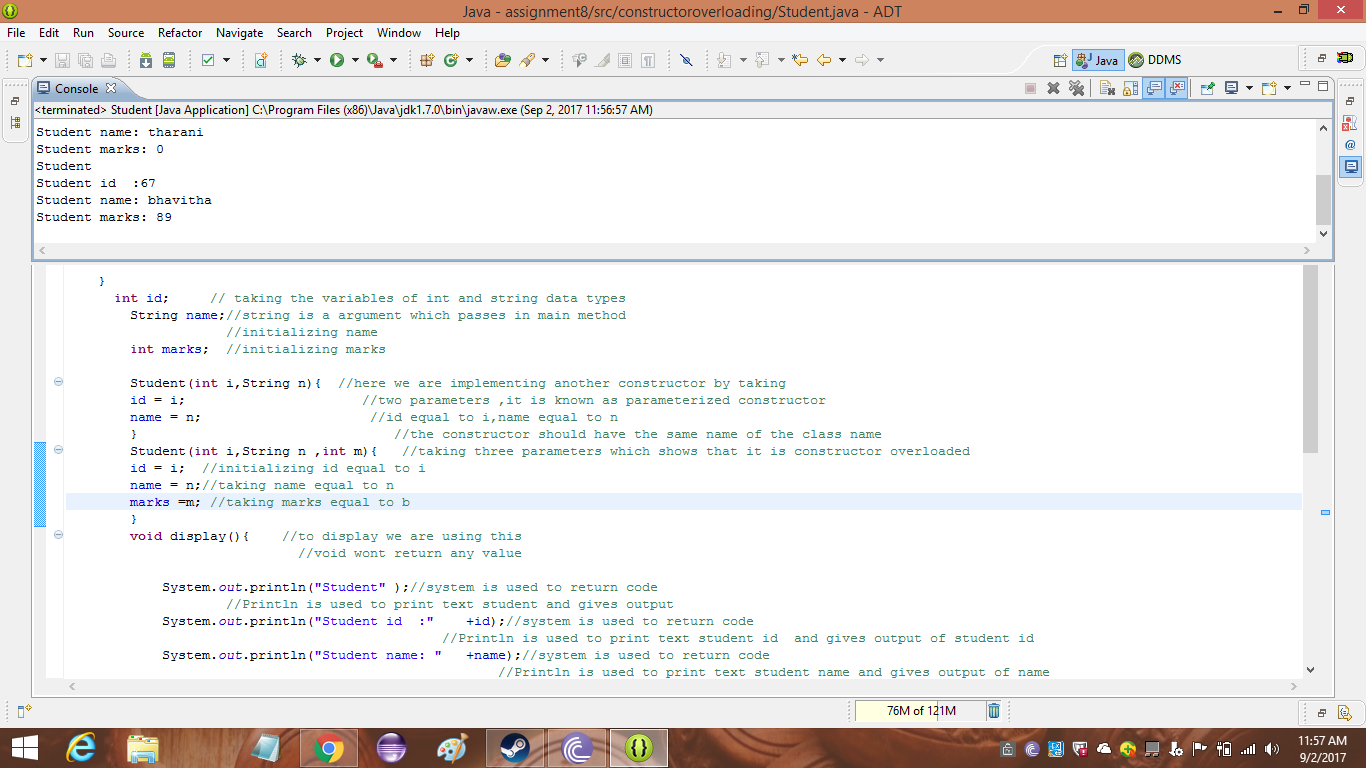 Java - assignment8/src/constructoroverloading/Student.java - ADT
File Edit Run Source Refactor Navigate Search Project Window Help
Java DDMS
Console
<terminated> Student [Java Application] C:\Program Files (x86)\Java\jdk1.7.0\bin\javaw.exe (Sep 2, 2017 11:56:57 AM)
Student name: tharani
Student marks: 0
Student
Student id  :67
Student name: bhavitha
Student marks: 89
}
int id;     // taking the variables of int and string data types
String name;//string is a argument which passes in main method
//initializing name
int marks;  //initializing marks
Student(int i,String n){  //here we are implementing another constructor by taking
id = i;                      //two parameters ,it is known as parameterized constructor
name = n;                     //id equal to i,name equal to n
}                                //the constructor should have the same name of the class name
Student(int i,String n ,int m){   //taking three parameters which shows that it is constructor overloaded
id = i;  //initializing id equal to i
name = n;//taking name equal to n
marks =m; //taking marks equal to b
}
void display(){    //to display we are using this
//void wont return any value
System.out.println("Student" );//system is used to return code
//Println is used to print text student and gives output
System.out.println("Student id  :"    +id);//system is used to return code
//Println is used to print text student id  and gives output of student id
System.out.println("Student name: "   +name);//system is used to return code
//Println is used to print text student name and gives output of name
76M of 121M
11:57 AM
9/2/2017